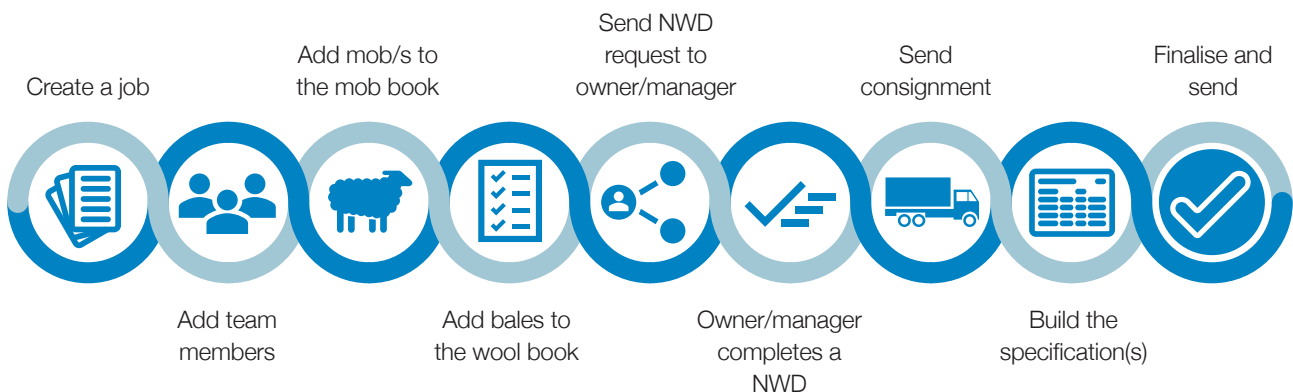 Create a job
Add team
members
Add mob/s to
the mob book
Add bales to
the wool book
Send NWD
request to
owner/manager
Owner/manager
completes a
NWD
Send
consignment
Build the
specification(s)
Finalise and
send